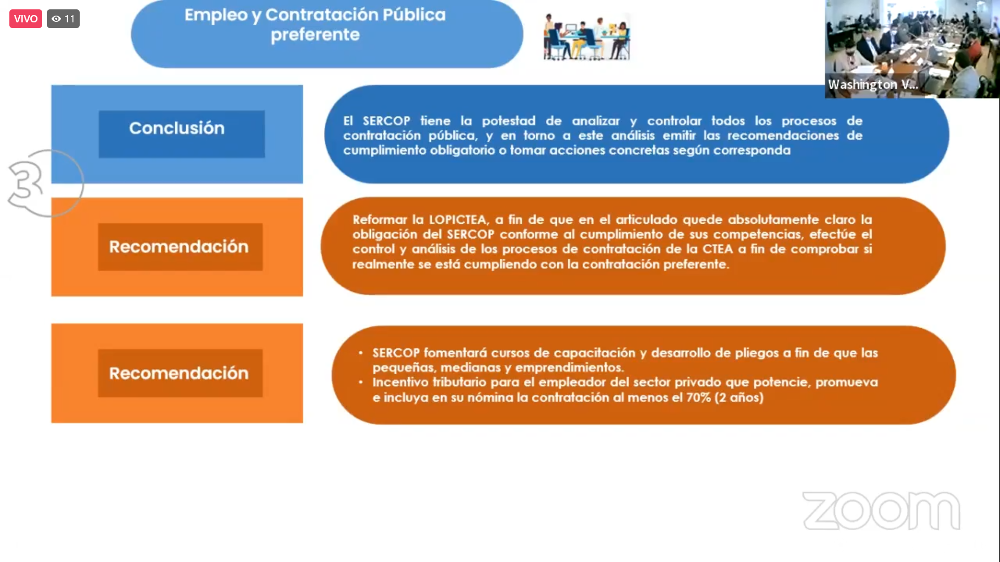 VIVO 11
Empleo y Contratación Pública
preferente
Washington V...
Conclusión
El SERCOP tiene la potestad de analizar y controlar todos los procesos de
contratación pública, y en torno a este análisis emitir las recomendaciones de
cumplimiento obligatorio o tomar acciones concretas según corresponda
3
Recomendación
Reformar la LOPICTEA, a fin de que en el articulado quede absolutamente claro la
obligación del SERCOP conforme al cumplimiento de sus competencias, efectúe el
control y análisis de los procesos de contratación de la CTEA a fin de comprobar si
realmente se está cumpliendo con la contratación preferente.
Recomendación
• SERCOP fomentará cursos de capacitación y desarrollo de pliegos a fin de que las
pequeñas, medianas y emprendimientos.
• Incentivo tributario para el empleador del sector privado que potencie, promueva
e incluya en su nómina la contratación al menos el 70% (2 años)
zoom